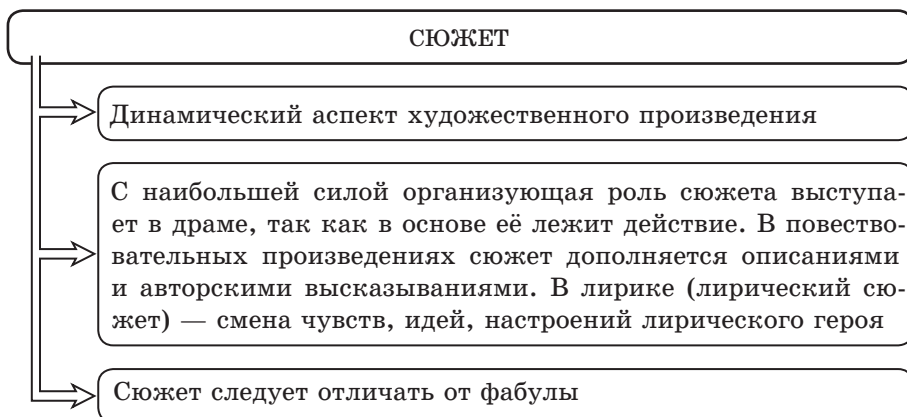 СЮЖЕТ
Динамический аспект художественного произведения
С наибольшей силой организующая роль сюжета выступа-
ет в драме, так как в основе её лежит действие. В повество-
вательных произведениях сюжет дополняется описаниями
и авторскими высказываниями. В лирике (лирический сю-
жет) — смена чувств, идей, настроений лирического героя
Сюжет следует отличать от фабулы